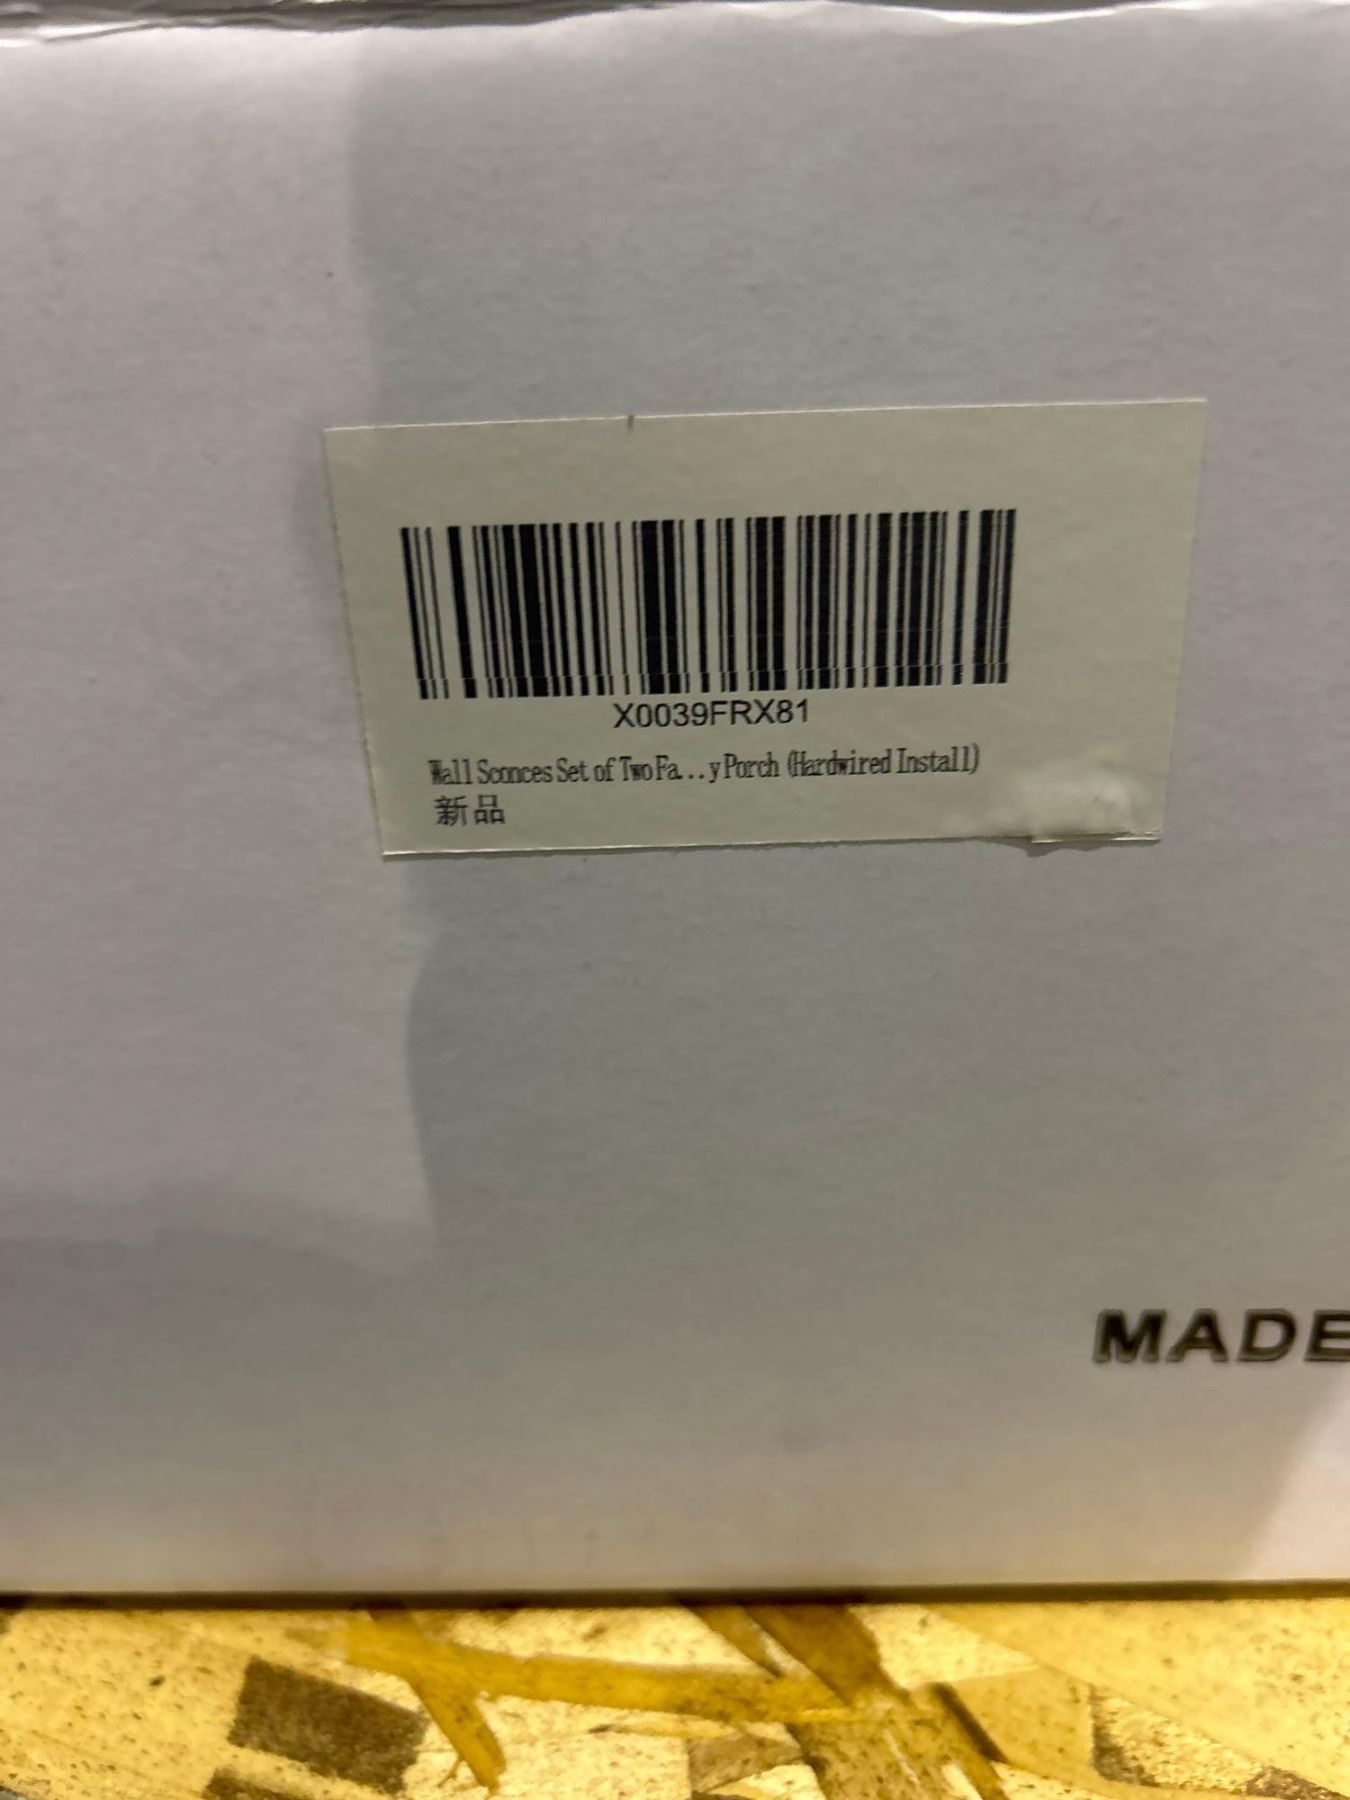 X0039FRX81
Wall Sconces Set of Two Fa...y Porch (Hardwired Install)
新品
MADE